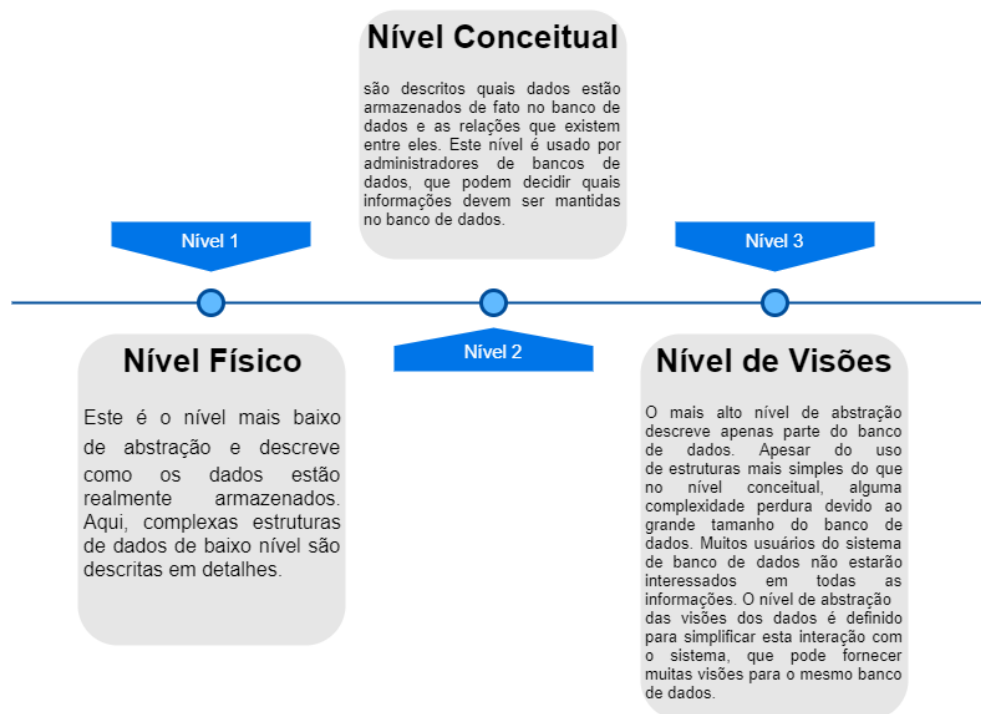 Nível Conceitual
são descritos quais dados estão
armazenados de fato no banco de
dados e as relações que existem
entre eles. Este nível é usado por
administradores de bancos de
dados, que podem decidir quais
informações devem ser mantidas
no banco de dados.
Nível 1
Nível 3
Nível 2
Nível Físico
Este é o nível mais baixo
de abstração e descreve
como os dados estão
realmente armazenados.
Aqui, complexas estruturas
de dados de baixo nível são
descritas em detalhes.
Nível de Visões
O mais alto nível de abstração
descreve apenas parte do banco
de dados. Apesar do uso
de estruturas mais simples do que
no nível conceitual, alguma
complexidade perdura devido ao
grande tamanho do banco de
dados. Muitos usuários do sistema
de banco de dados não estarão
interessados em todas as
informações. O nível de abstração
das visões dos dados é definido
para simplificar esta interação com
o sistema, que pode fornecer
muitas visões para o mesmo banco
de dados.